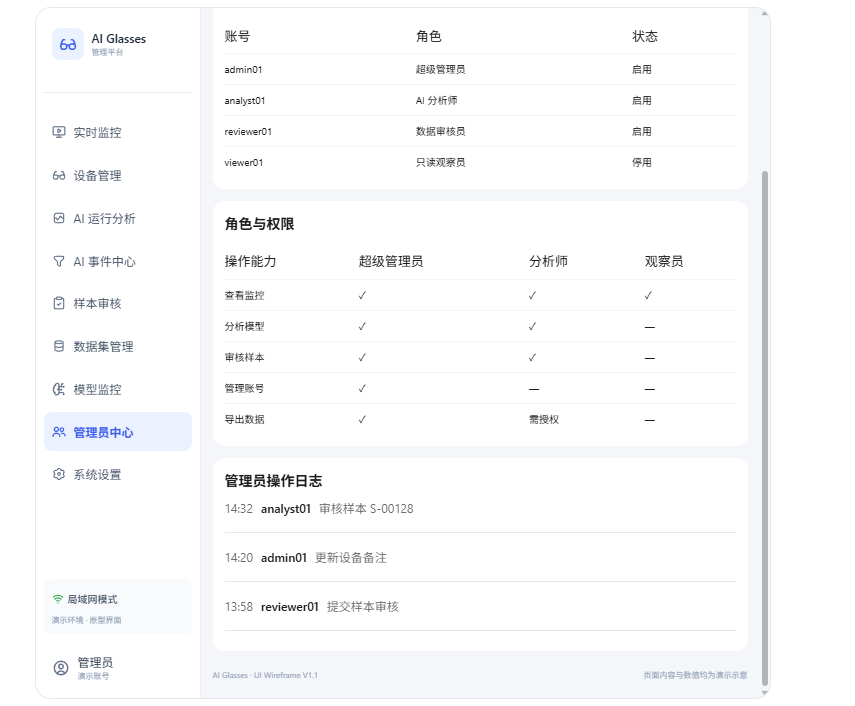 AI Glasses
管理平台
实时监控
设备管理
AI 运行分析
AI 事件中心
样本审核
数据集管理
模型监控
管理员中心
系统设置
局域网模式
演示环境 · 原型界面
管理员
演示账号
账号 角色 状态
admin01 超级管理员 启用
analyst01 AI 分析师 启用
reviewer01 数据审核员 启用
viewer01 只读观察员 停用
角色与权限
操作能力 超级管理员 分析师 观察员
查看监控 ✓ ✓ ✓
分析模型 ✓ ✓ —
审核样本 ✓ ✓ —
管理账号 ✓ — —
导出数据 ✓ 需授权 —
管理员操作日志
14:32 analyst01 审核样本 S-00128
14:20 admin01 更新设备备注
13:58 reviewer01 提交样本审核
AI Glasses · UI Wireframe V1.1 页面内容与数值均为演示示意